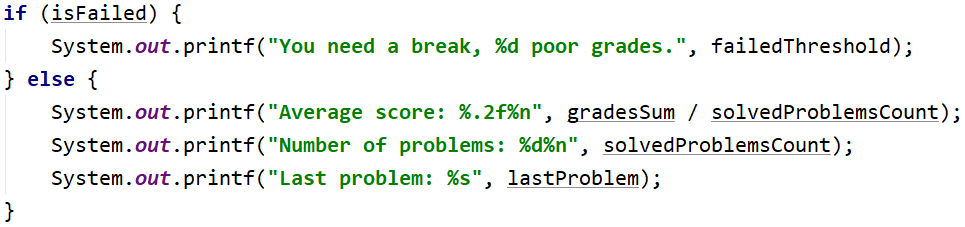 if (isFailed) {
    System.out.printf("You need a break, %d poor grades.", failedThreshold);
} else {
    System.out.printf("Average score: %.2f%n", gradesSum / solvedProblemsCount);
    System.out.printf("Number of problems: %d%n", solvedProblemsCount);
    System.out.printf("Last problem: %s", lastProblem);
}